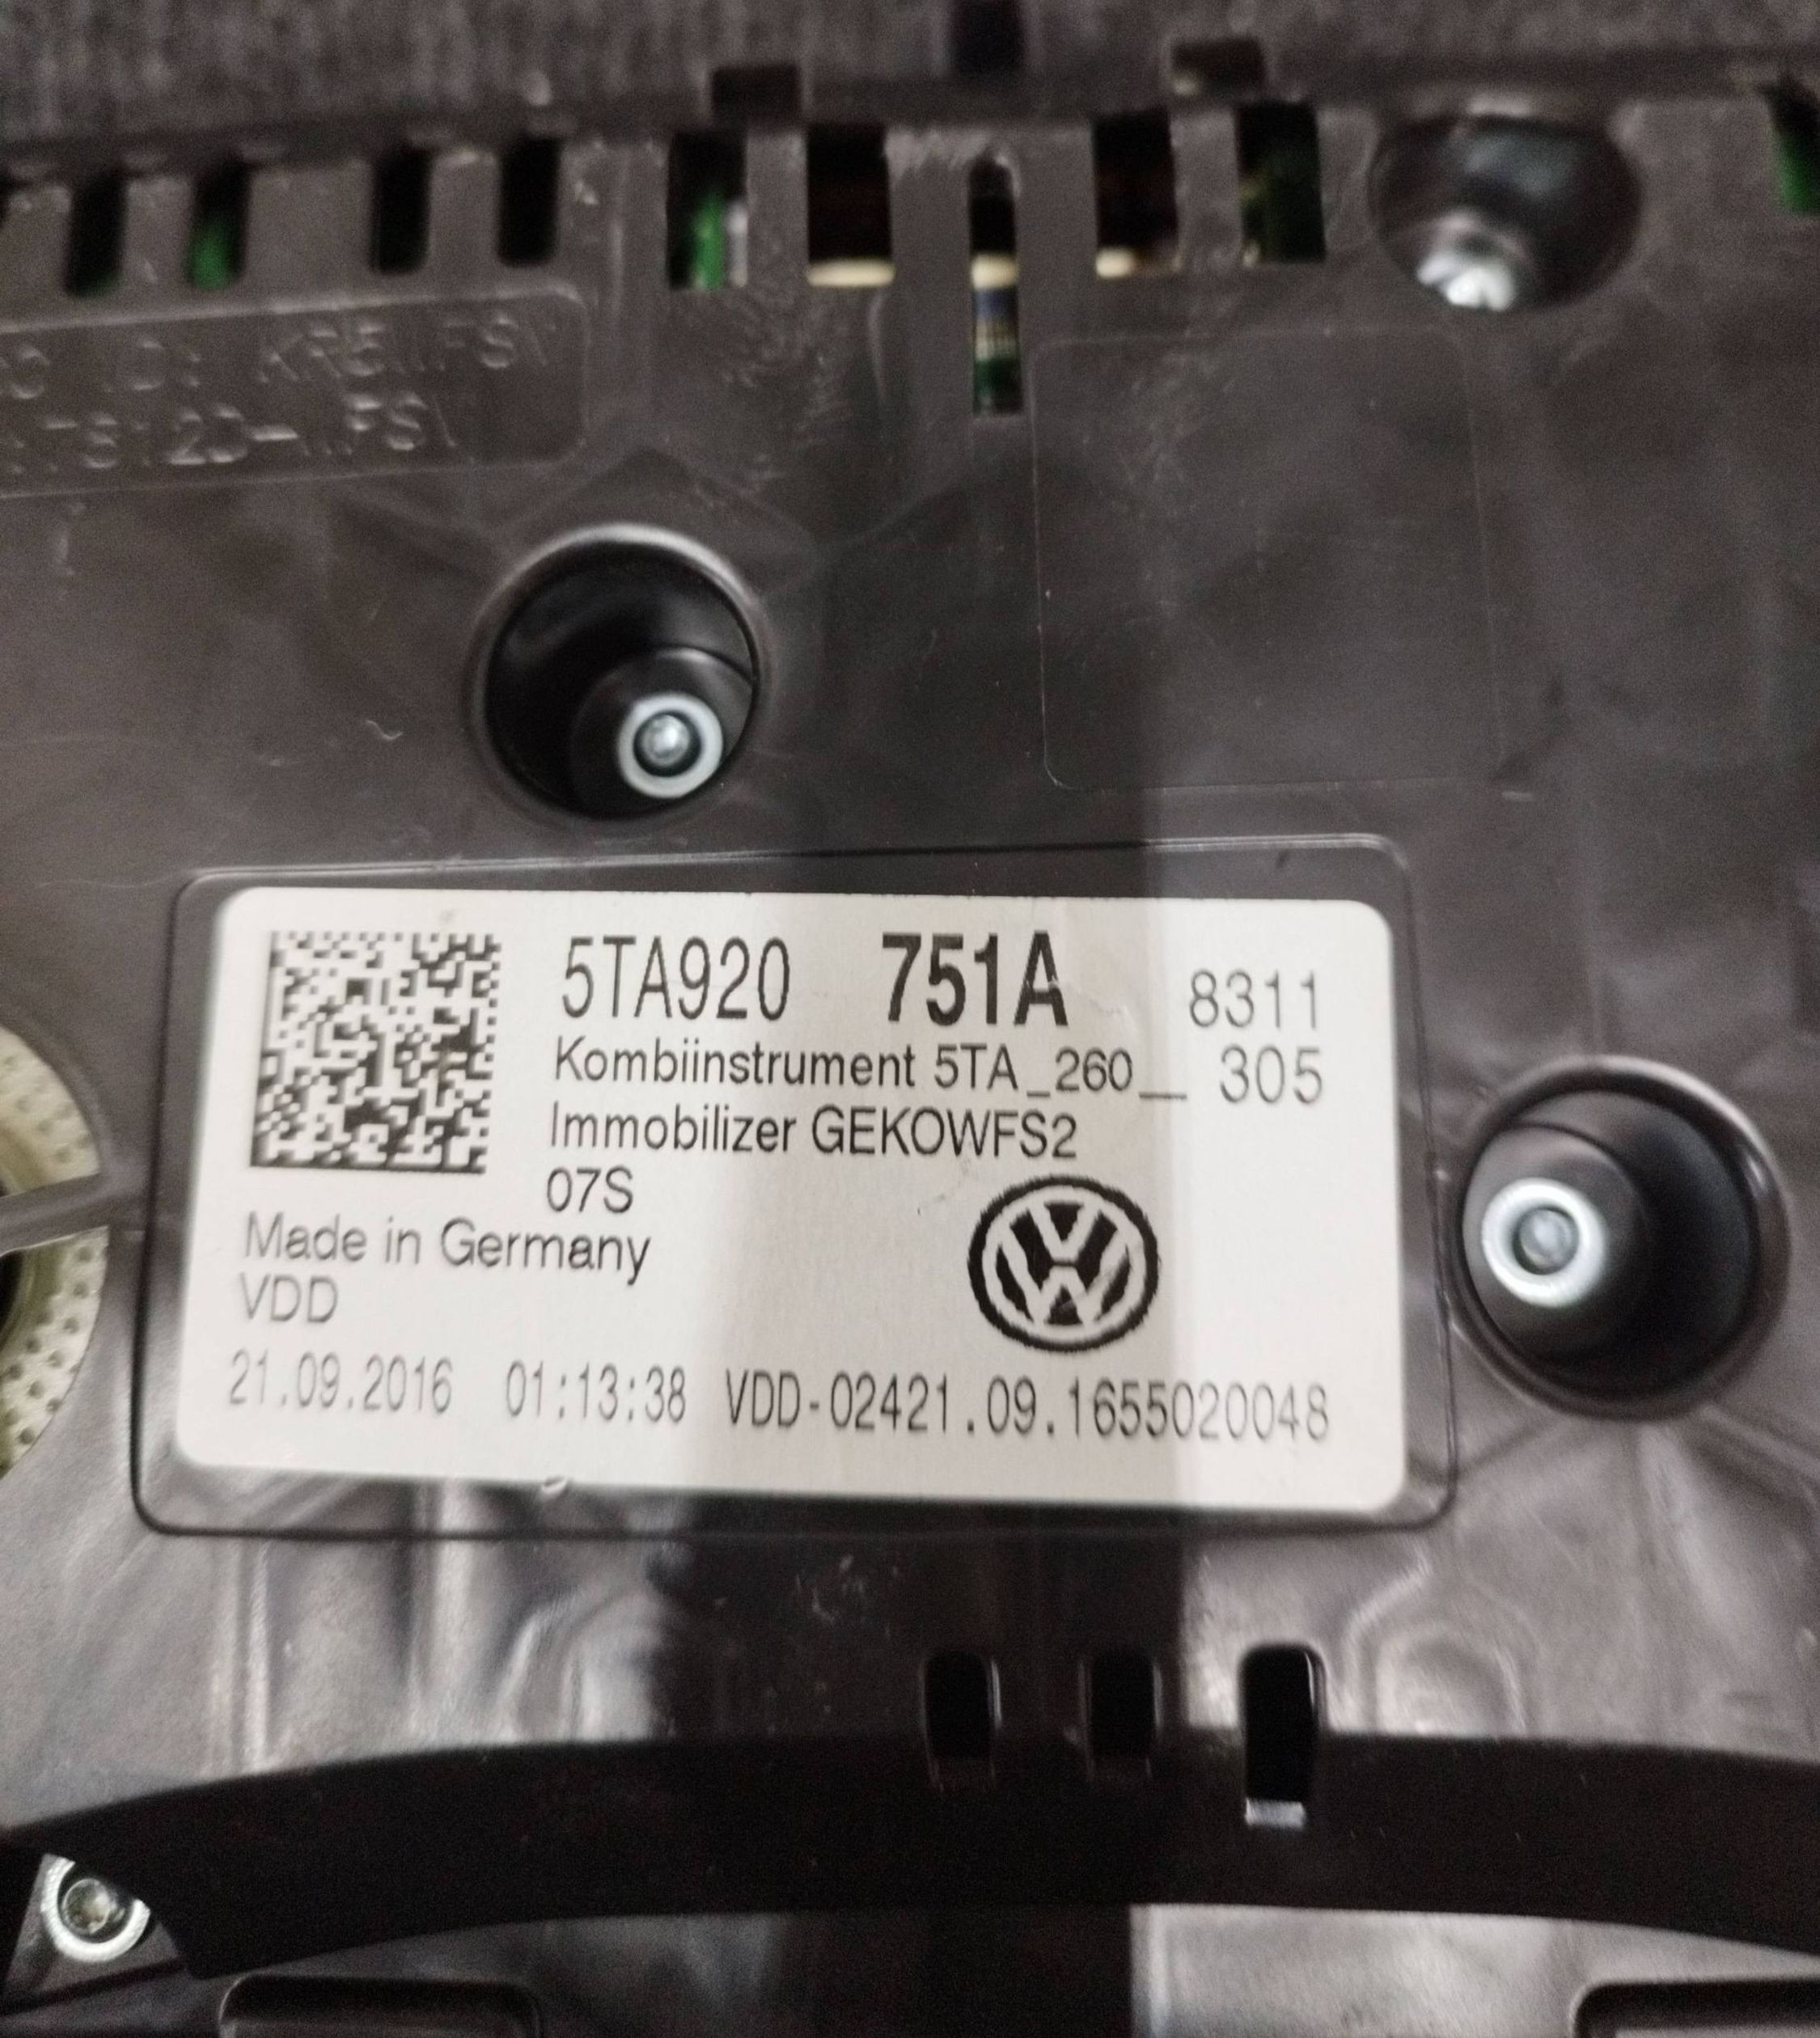 5TA920 751A 8311
Kombiinstrument 5TA_260__ 305
Immobilizer GEKOWFS2
07S
Made in Germany
VDD
21.09.2016 01:13:38 VDD-02421.09.1655020048